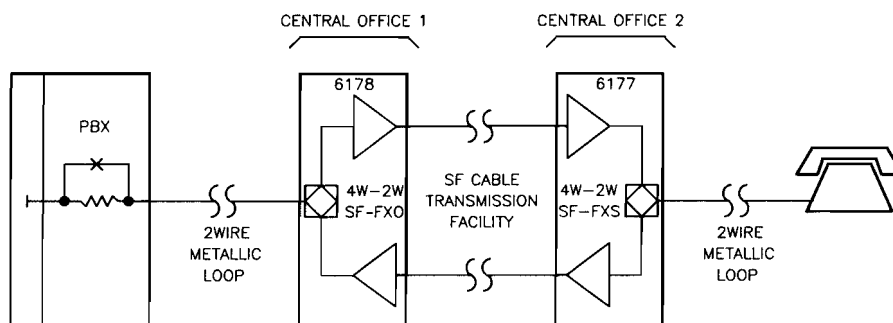 CENTRAL OFFICE 1
CENTRAL OFFICE 2
6178
6177
PBX
4W-2W
SF-FXO
SF CABLE
TRANSMISSION
FACILITY
4W-2W
SF-FXS
2WIRE
METALLIC
LOOP
2WIRE
METALLIC
LOOP